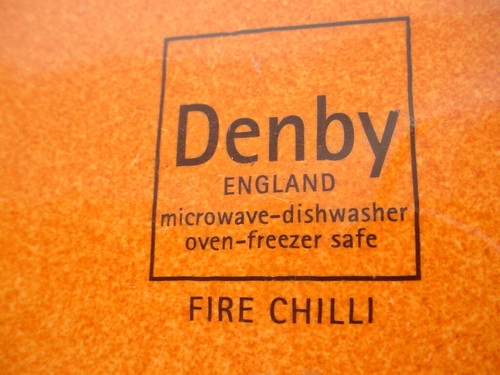 Denby
ENGLAND
microwave-dishwasher
oven-freezer safe
FIRE CHILLI